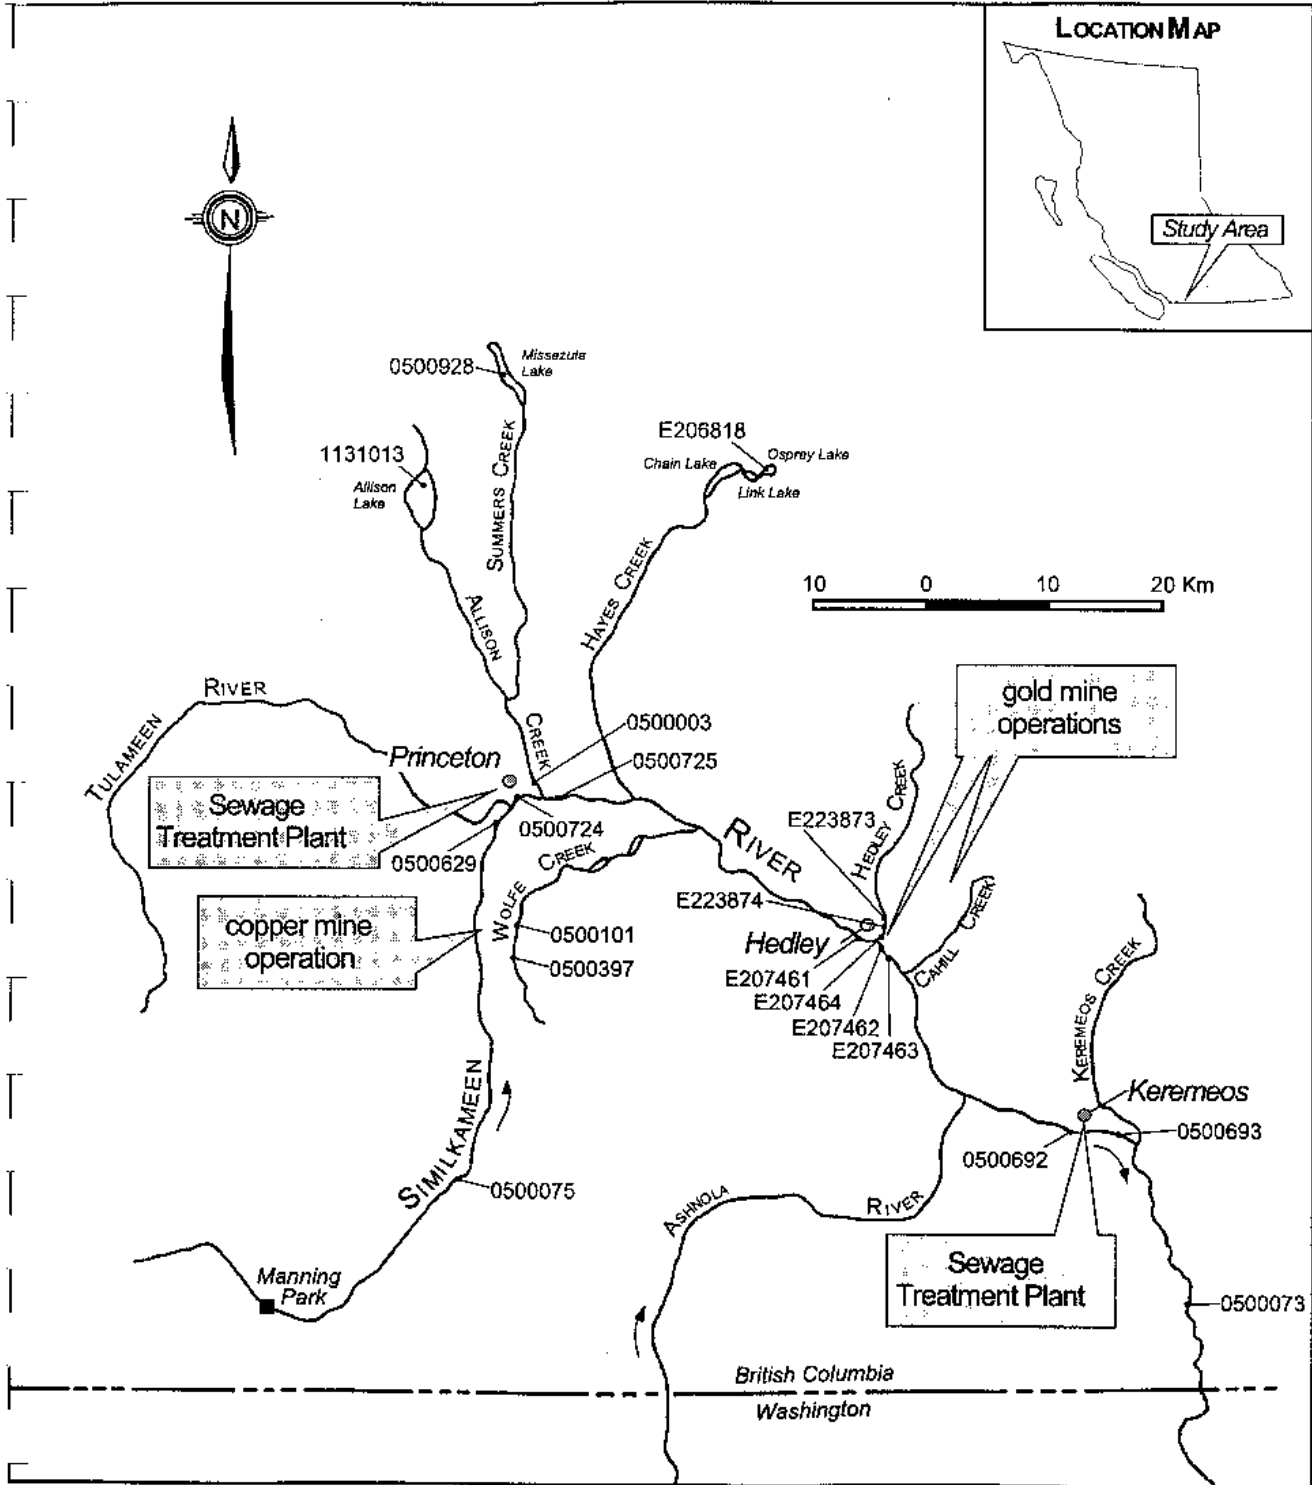 LOCATION MAP
Study Area
N
0500928
Missezula
Lake
SUMMERS CREEK
E206818
Osprey Lake
Chain Lake
Link Lake
1131013
Allison
Lake
HAYES CREEK
10 0 10 20 Km
ALLISON
CREEK
RIVER
TULAMEEN
gold mine
operations
0500003
0500725
Princeton
Sewage
Treatment Plant
0500724
0500629
WOLFE CREEK
RIVER
E223873
HEDLEY CREEK
E223874
Hedley
CAHILL CREEK
copper mine
operation
0500101
0500397
E207461
E207464
E207462
E207463
KEREMEOS CREEK
Keremeos
0500693
0500692
SIMILKAMEEN
0500075
ASHNOLA
RIVER
Manning
Park
Sewage
Treatment Plant
0500073
British Columbia
Washington